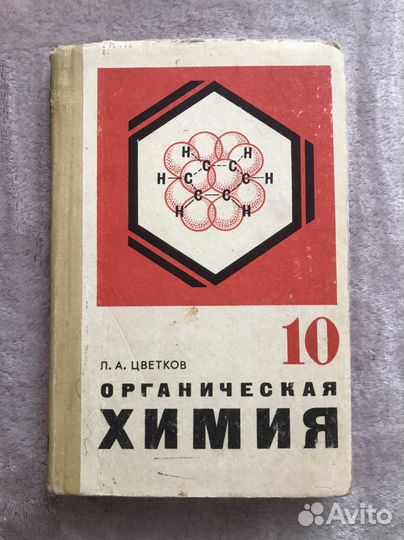 H
C C
H C C H
C C
H H
10
Л. А. ЦВЕТКОВ
ОРГАНИЧЕСКАЯ
ХИМИЯ
Avito